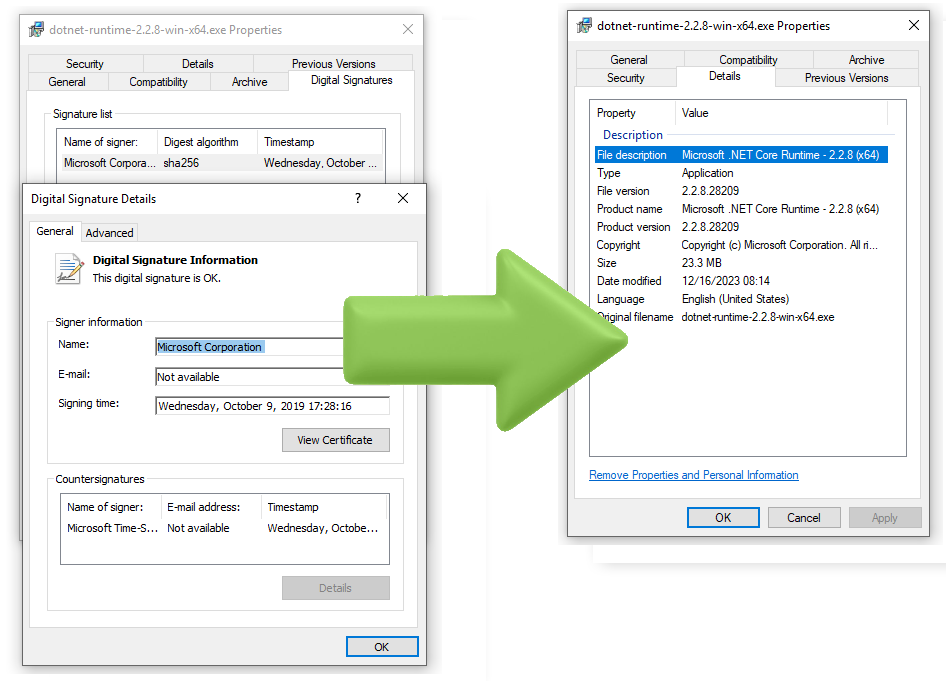 dotnet-runtime-2.2.8-win-x64.exe Properties
Security Details Previous Versions
General Compatibility Archive Digital Signatures
Signature list
Name of signer: Digest algorithm Timestamp
Microsoft Corpora... sha256 Wednesday, October ...
Digital Signature Details ?
General Advanced
Digital Signature Information
This digital signature is OK.
Signer information
Name: Microsoft Corporation
E-mail: Not available
Signing time: Wednesday, October 9, 2019 17:28:16
View Certificate
Countersignatures
Name of signer: E-mail address: Timestamp
Microsoft Time-S... Not available Wednesday, Octobe...
Details
OK
dotnet-runtime-2.2.8-win-x64.exe Properties
General Compatibility Archive
Security Details Previous Versions
Property Value
Description
File description Microsoft .NET Core Runtime - 2.2.8 (x64)
Type Application
File version 2.2.8.28209
Product name Microsoft .NET Core Runtime - 2.2.8 (x64)
Product version 2.2.8.28209
Copyright Copyright (c) Microsoft Corporation. All ri...
Size 23.3 MB
Date modified 12/16/2023 08:14
Language English (United States)
Original filename dotnet-runtime-2.2.8-win-x64.exe
Remove Properties and Personal Information
OK Cancel Apply